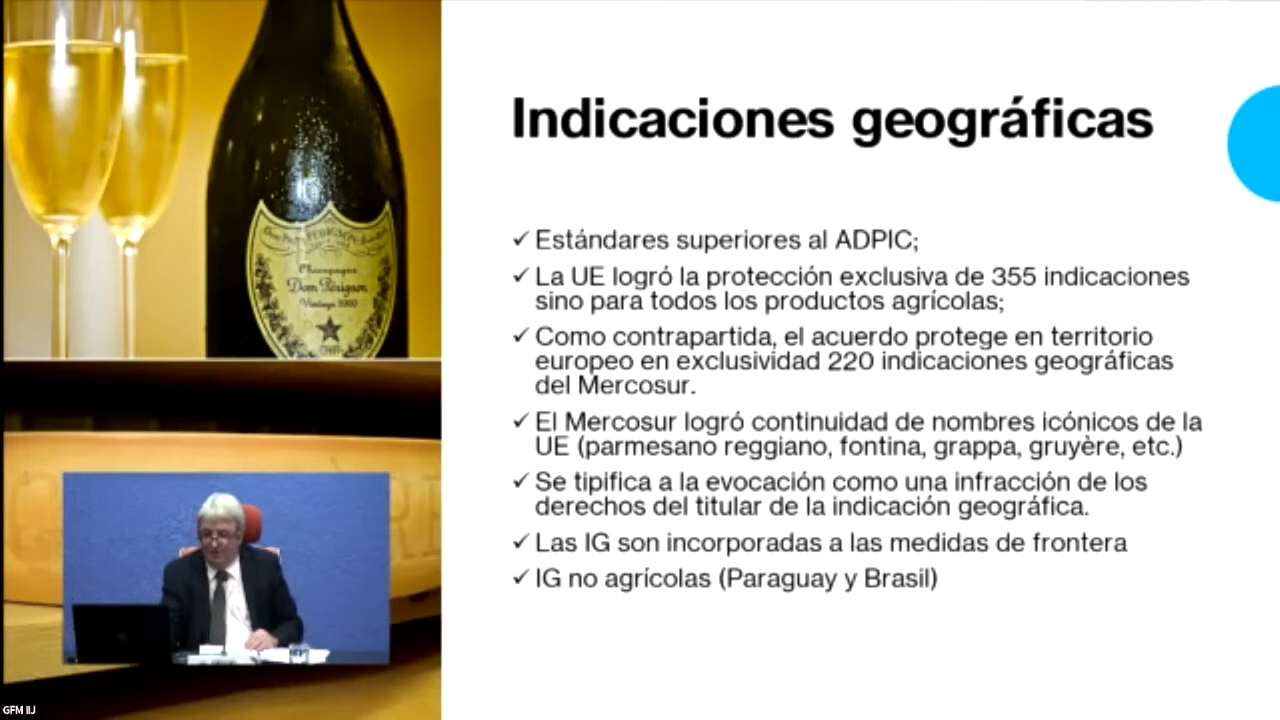 Indicaciones geográficas
✓ Estándares superiores al ADPIC;
✓ La UE logró la protección exclusiva de 355 indicaciones
sino para todos los productos agrícolas;
✓ Como contrapartida, el acuerdo protege en territorio
europeo en exclusividad 220 indicaciones geográficas
del Mercosur.
✓ El Mercosur logró continuidad de nombres icónicos de la
UE (parmesano reggiano, fontina, grappa, gruyère, etc.)
✓ Se tipifica a la evocación como una infracción de los
derechos del titular de la indicación geográfica.
✓ Las IG son incorporadas a las medidas de frontera
✓ IG no agrícolas (Paraguay y Brasil)
Champagne
Dom Pérignon
Vintage
GFM IIJ